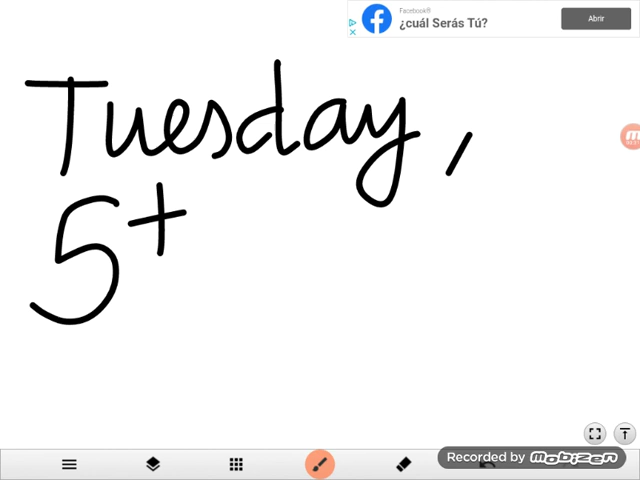 Facebook®
¿cuál Serás Tú?
Abrir
Tuesday,
5+
Recorded by mobizen